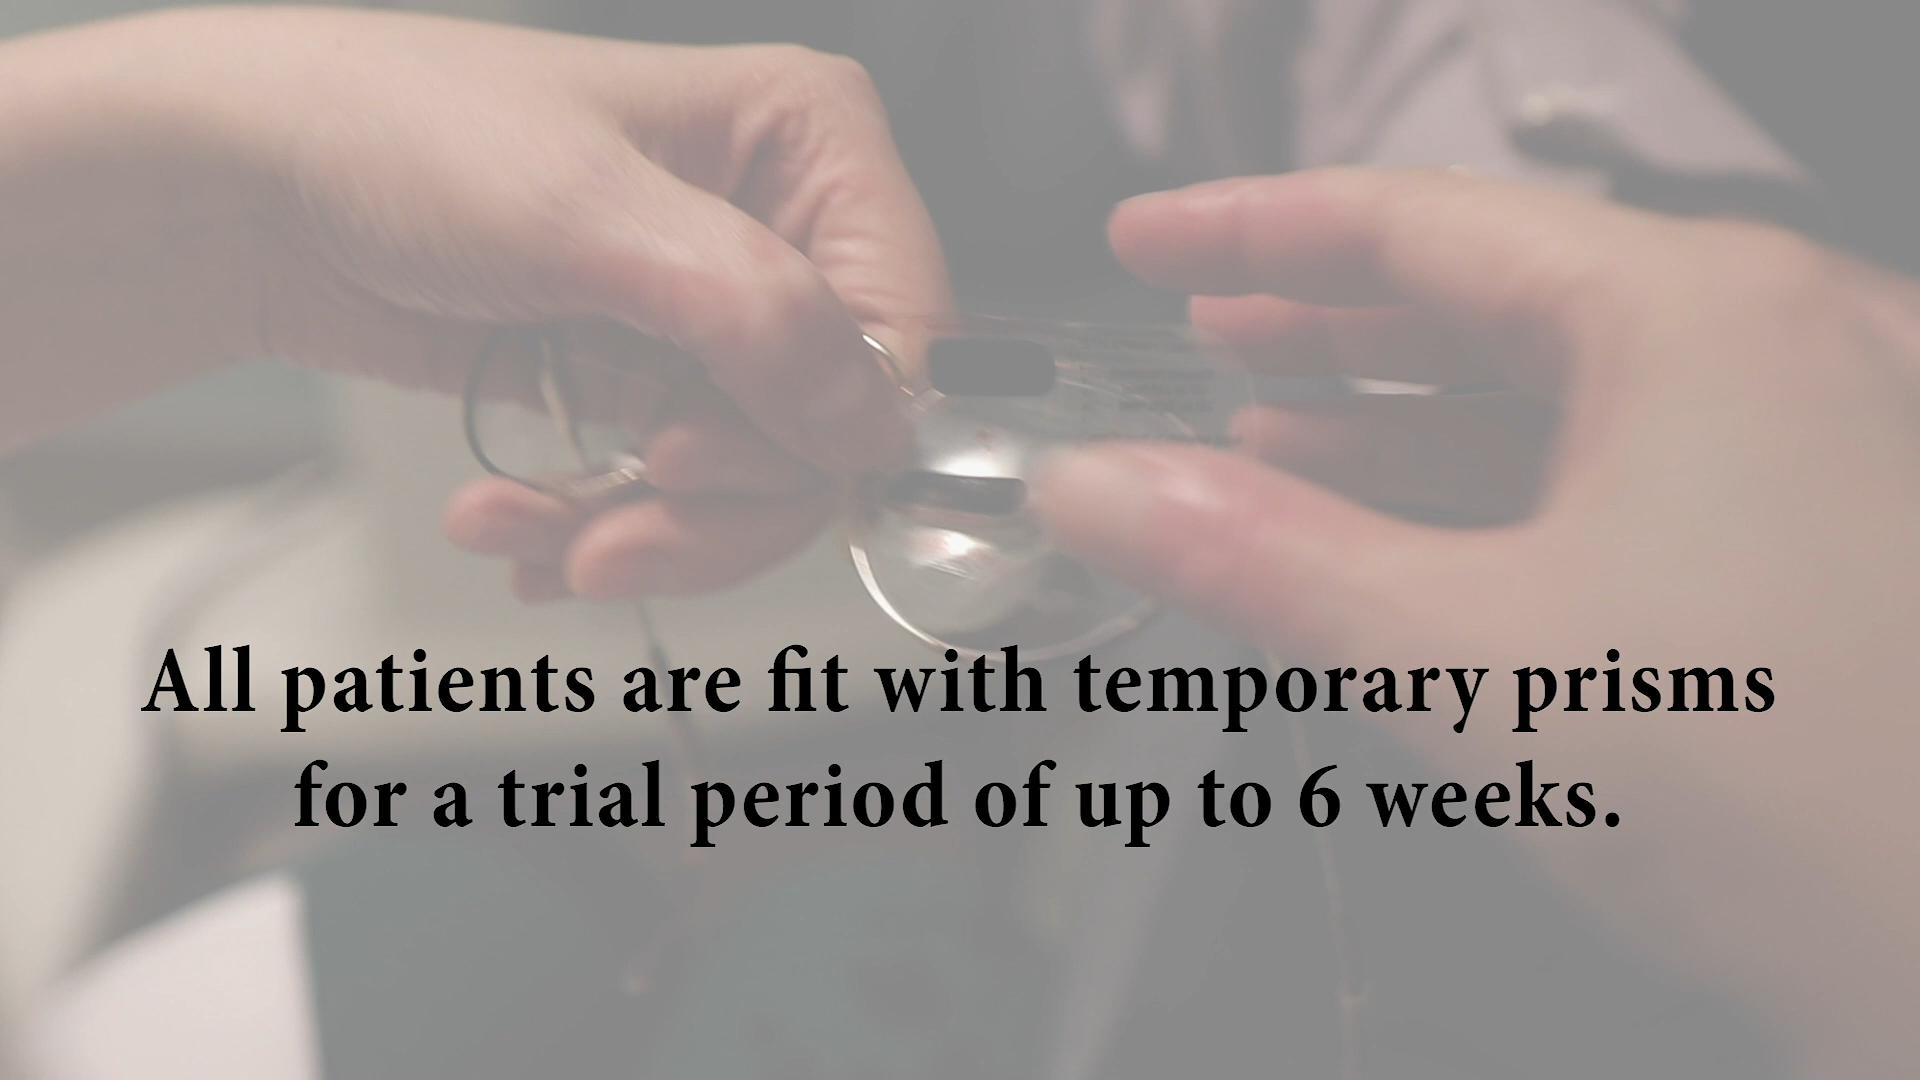 All patients are fit with temporary prisms
for a trial period of up to 6 weeks.